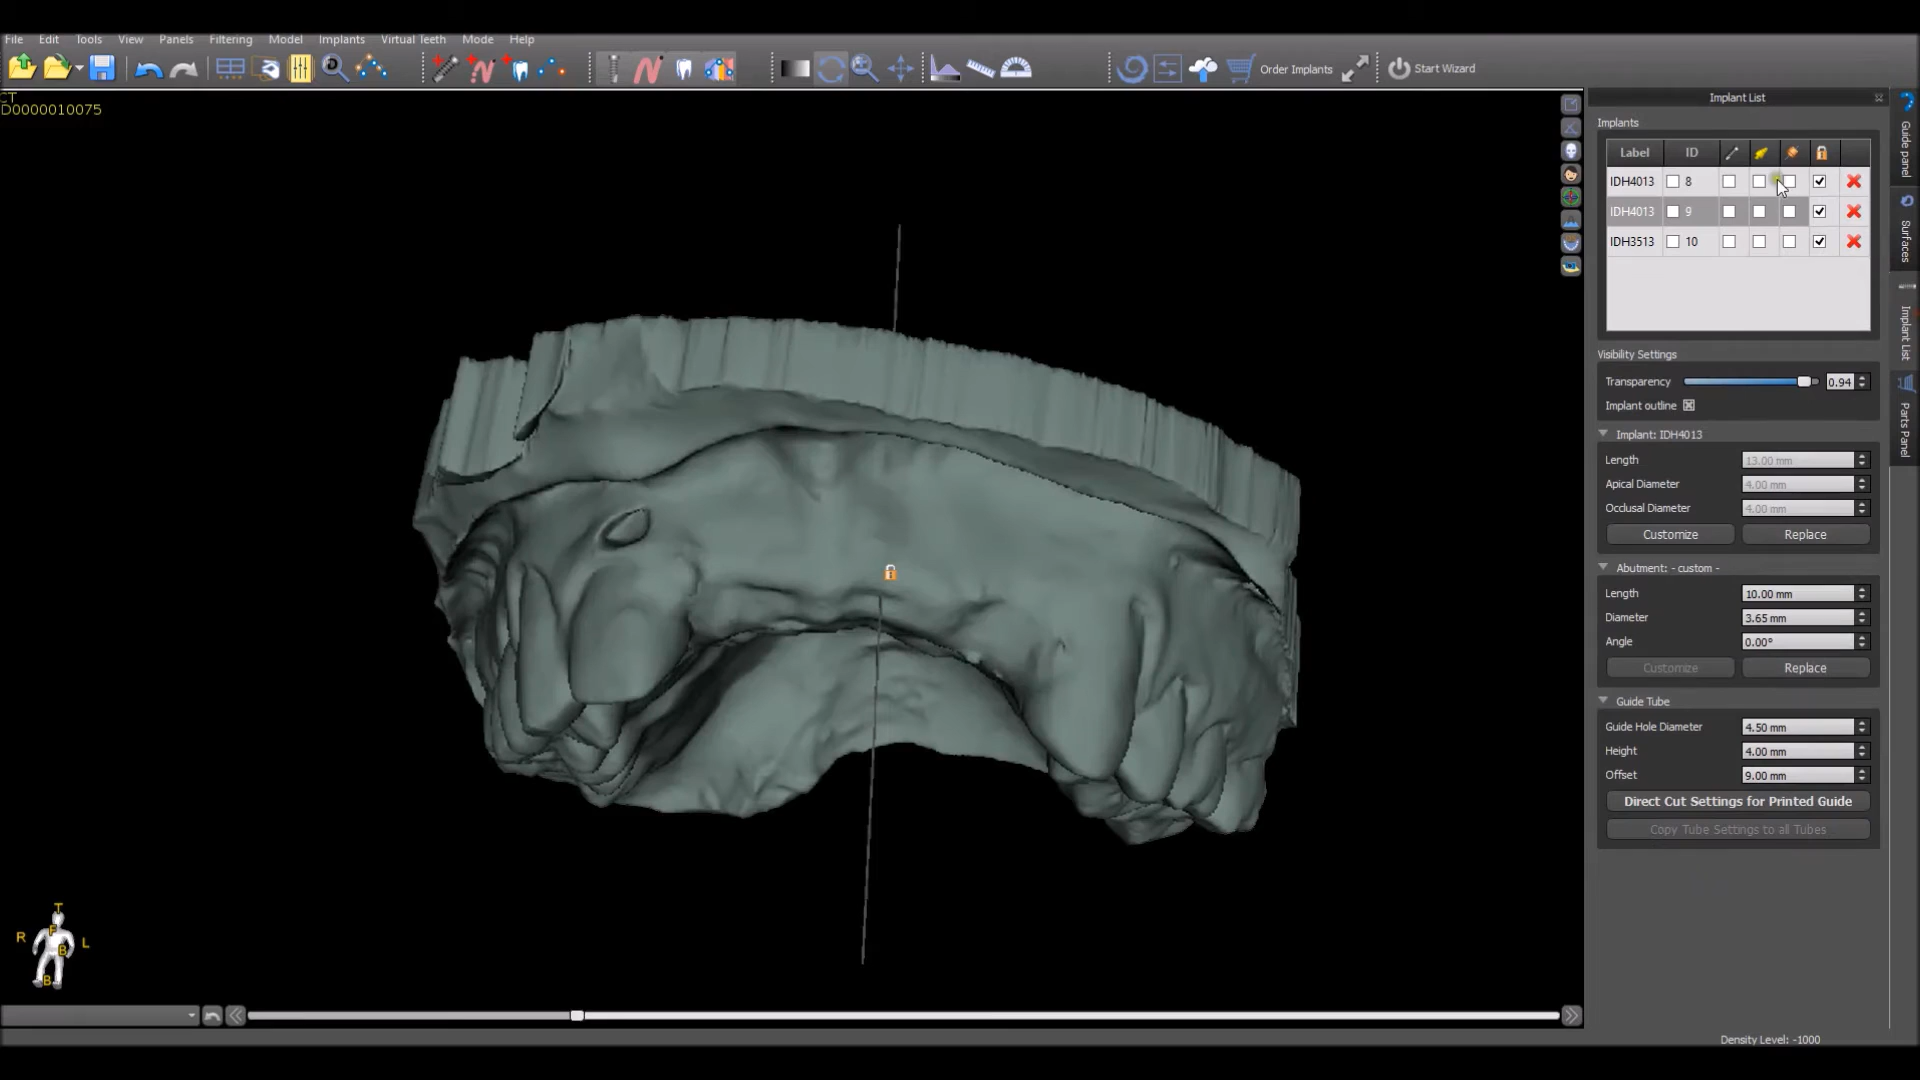 File Edit Tools View Panels Filtering Model Implants Virtual Teeth Mode Help
Order Implants
Start Wizard
CT
D0000010075
Implant List
Implants
Label ID
IDH4013 8
IDH4013 9
IDH3513 10
Visibility Settings
Transparency 0.94
Implant outline
Implant: IDH4013
Length 13.00 mm
Apical Diameter 4.00 mm
Occlusal Diameter 4.00 mm
Customize Replace
Abutment: - custom -
Length 10.00 mm
Diameter 3.65 mm
Angle 0.00°
Customize Replace
Guide Tube
Guide Hole Diameter 4.50 mm
Height 4.00 mm
Offset 9.00 mm
Direct Cut Settings for Printed Guide
Copy Tube Settings to all Tubes
Guide panel
Surfaces
Implant List
Parts Panel
T
F
R L
B
B
Density Level: -1000